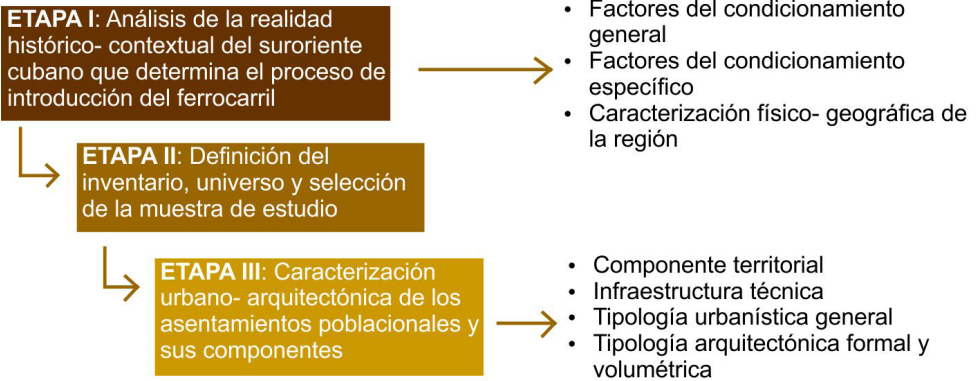 ETAPA I: Análisis de la realidad
histórico- contextual del suroriente
cubano que determina el proceso de
introducción del ferrocarril
• Factores del condicionamiento
general
• Factores del condicionamiento
específico
• Caracterización físico- geográfica de
la región
ETAPA II: Definición del
inventario, universo y selección
de la muestra de estudio
ETAPA III: Caracterización
urbano- arquitectónica de los
asentamientos poblacionales y
sus componentes
• Componente territorial
• Infraestructura técnica
• Tipología urbanística general
• Tipología arquitectónica formal y
volumétrica